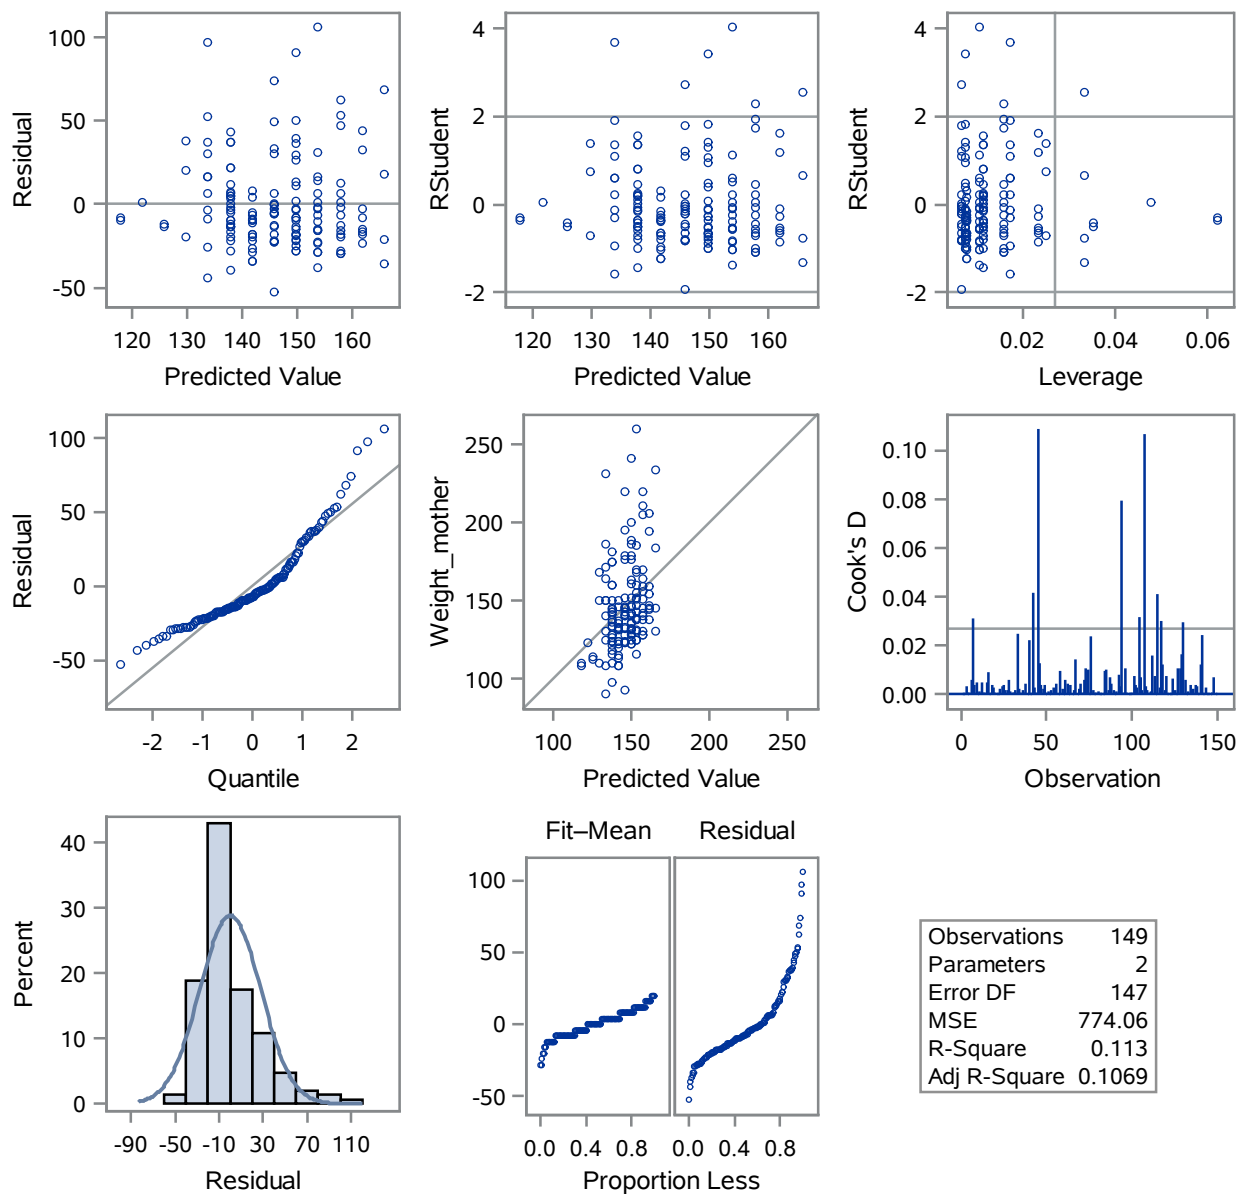 Residual
100
50
0
-50
120 130 140 150 160
Predicted Value
RStudent
4
2
0
-2
120 130 140 150 160
Predicted Value
RStudent
4
2
0
-2
0.02 0.04 0.06
Leverage
Residual
100
50
0
-50
-2 -1 0 1 2
Quantile
Weight_mother
250
200
150
100
100 150 200 250
Predicted Value
Cook's D
0.10
0.08
0.06
0.04
0.02
0.00
0 50 100 150
Observation
Percent
40
30
20
10
0
-90 -50 -10 30 70 110
Residual
Fit–Mean Residual
100
50
0
-50
0.0 0.4 0.8 0.0 0.4 0.8
Proportion Less
Observations 149
Parameters 2
Error DF 147
MSE 774.06
R-Square 0.113
Adj R-Square 0.1069